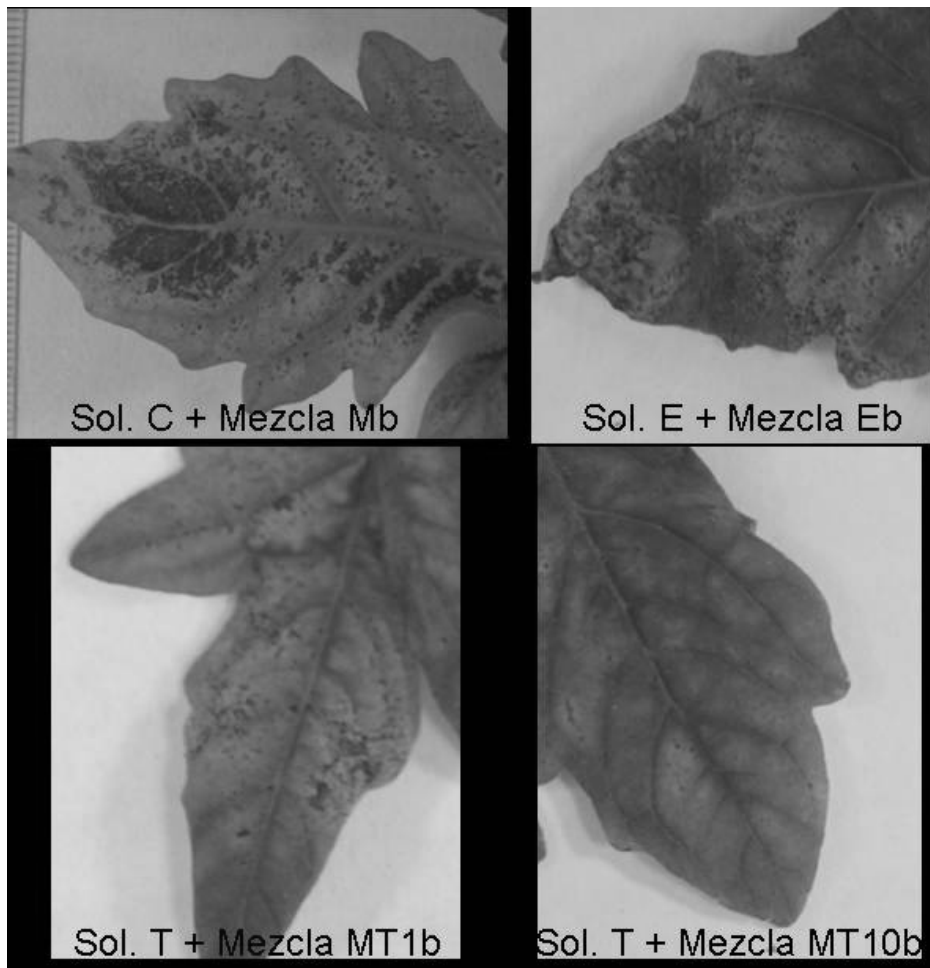 Sol. C + Mezcla Mb
Sol. E + Mezcla Eb
Sol. T + Mezcla MT1b
Sol. T + Mezcla MT10b